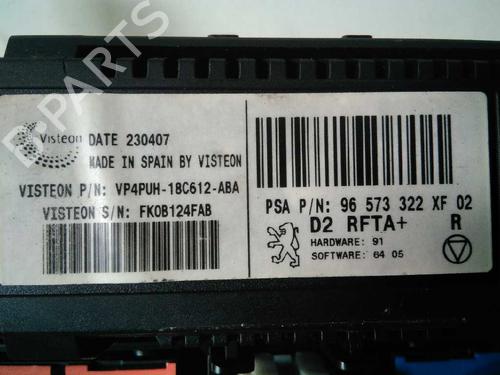 Visteon
DATE 230407
MADE IN SPAIN BY VISTEON
VISTEON P/N: VP4PUH-18C612-ABA
VISTEON S/N: FK0B124FAB
PSA P/N: 96 573 322 XF 02
D2 RFTA+ R
HARDWARE: 91
SOFTWARE: 64 05
B-PARTS